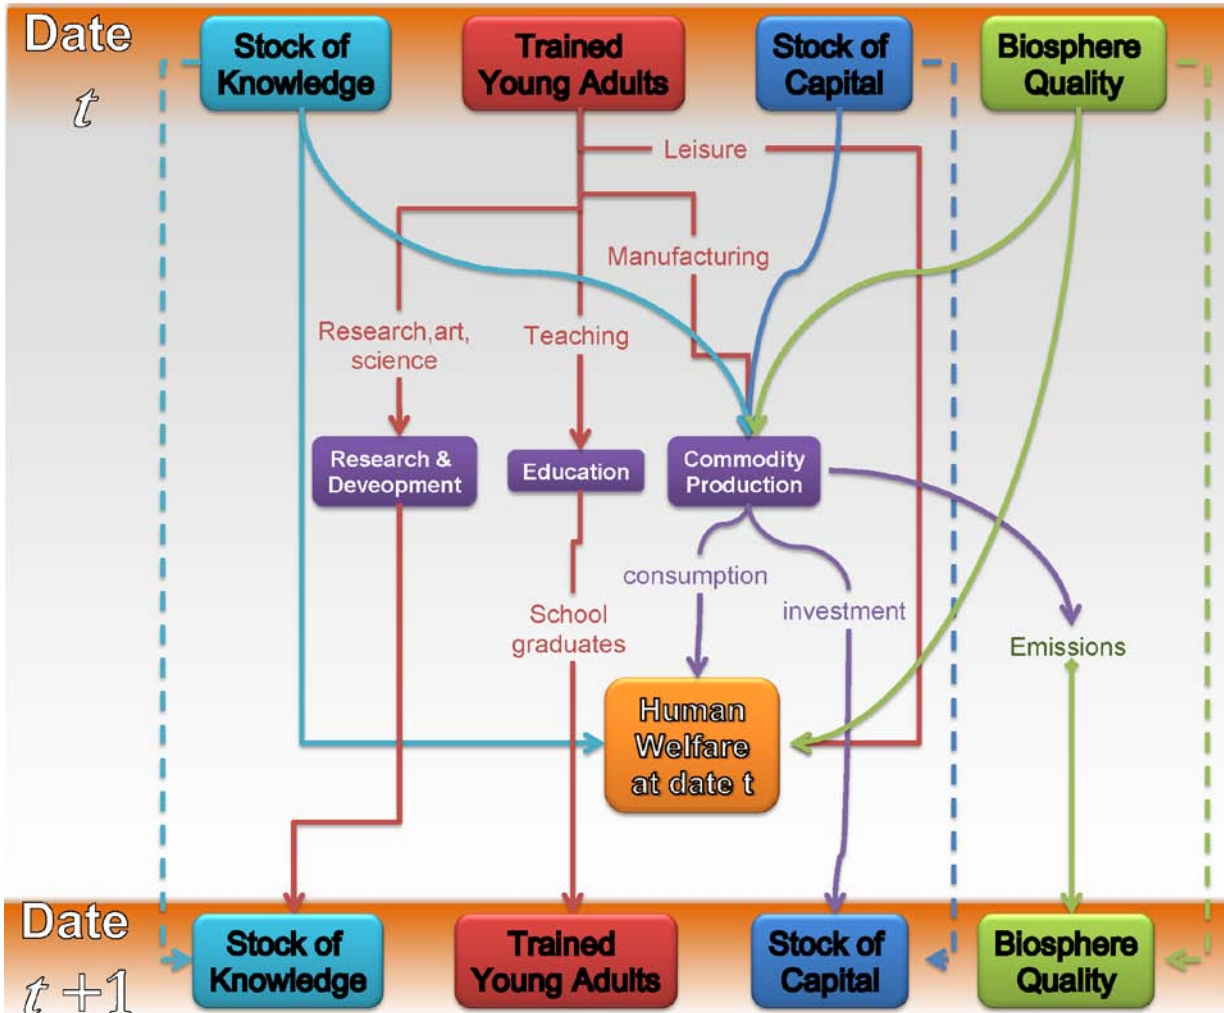 Date
t
Stock of
Knowledge
Trained
Young Adults
Stock of
Capital
Biosphere
Quality
Leisure
Manufacturing
Research,art,
science
Teaching
Research &
Deveopment
Education
Commodity
Production
consumption
investment
School
graduates
Emissions
Human
Welfare
at date t
Date
t +1
Stock of
Knowledge
Trained
Young Adults
Stock of
Capital
Biosphere
Quality